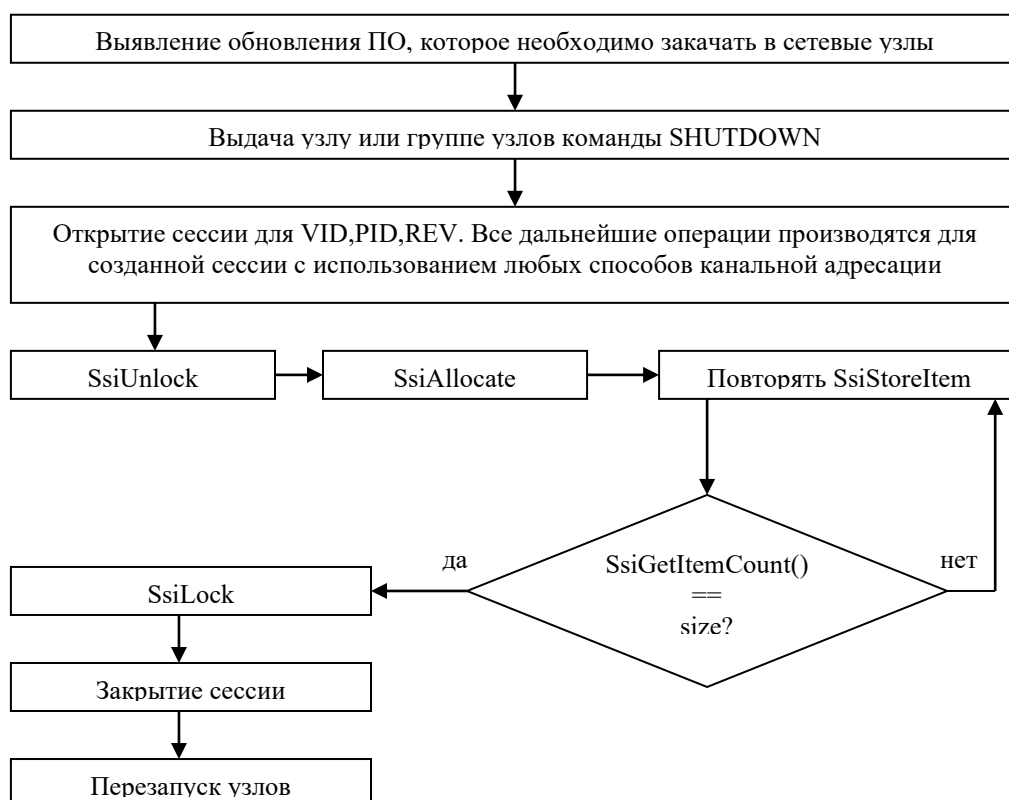 Выявление обновления ПО, которое необходимо закачать в сетевые узлы
Выдача узлу или группе узлов команды SHUTDOWN
Открытие сессии для VID,PID,REV. Все дальнейшие операции производятся для
созданной сессии с использованием любых способов канальной адресации
SsiUnlock
SsiAllocate
Повторять SsiStoreItem
да
SsiGetItemCount()
==
size?
нет
SsiLock
Закрытие сессии
Перезапуск узлов